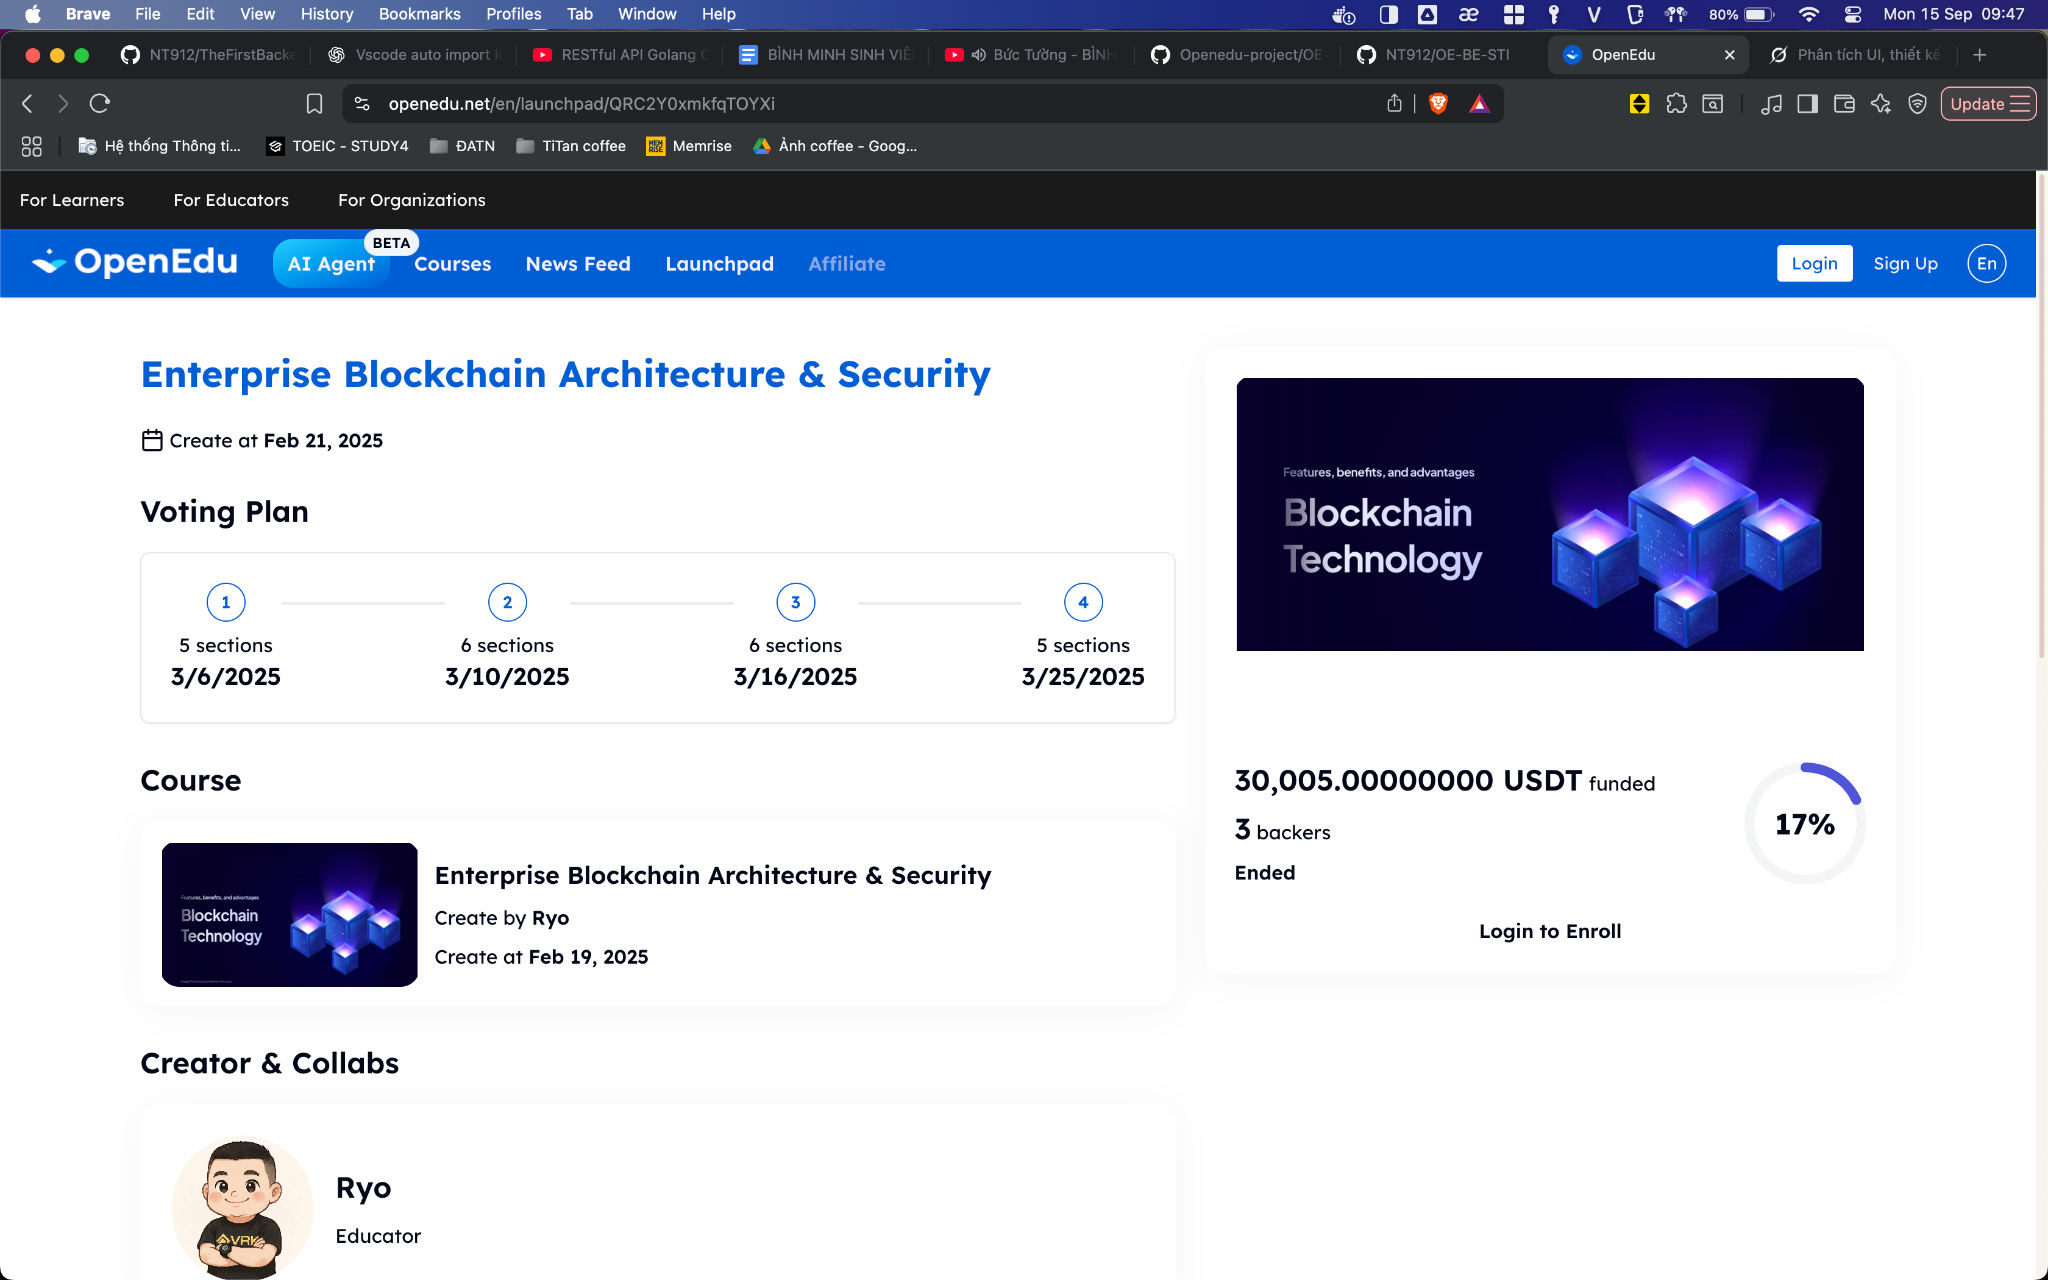 Brave File Edit View History Bookmarks Profiles Tab Window Help 80% Mon 15 Sep 09:47
NT912/TheFirstBacke Vscode auto import RESTful API Golang BÌNH MINH SINH VIÊ Bức Tường - BÌNH Openedu-project/OE NT912/OE-BE-STI OpenEdu Phân tích UI, thiết kế
openedu.net/en/launchpad/QRC2Y0xmkfqTOYXi Update
Hệ thống Thông ti... TOEIC - STUDY4 ĐATN TiTan coffee Memrise Ảnh coffee - Goog...
For Learners For Educators For Organizations
BETA
OpenEdu AI Agent Courses News Feed Launchpad Affiliate Login Sign Up En
Enterprise Blockchain Architecture & Security
Create at Feb 21, 2025
Voting Plan
1 2 3 4
5 sections 6 sections 6 sections 5 sections
3/6/2025 3/10/2025 3/16/2025 3/25/2025
Features, benefits, and advantages
Blockchain
Technology
30,005.00000000 USDT funded
3 backers
Ended
17%
Login to Enroll
Course
Features, benefits, and advantages
Blockchain
Technology
Enterprise Blockchain Architecture & Security
Create by Ryo
Create at Feb 19, 2025
Creator & Collabs
Ryo
Educator